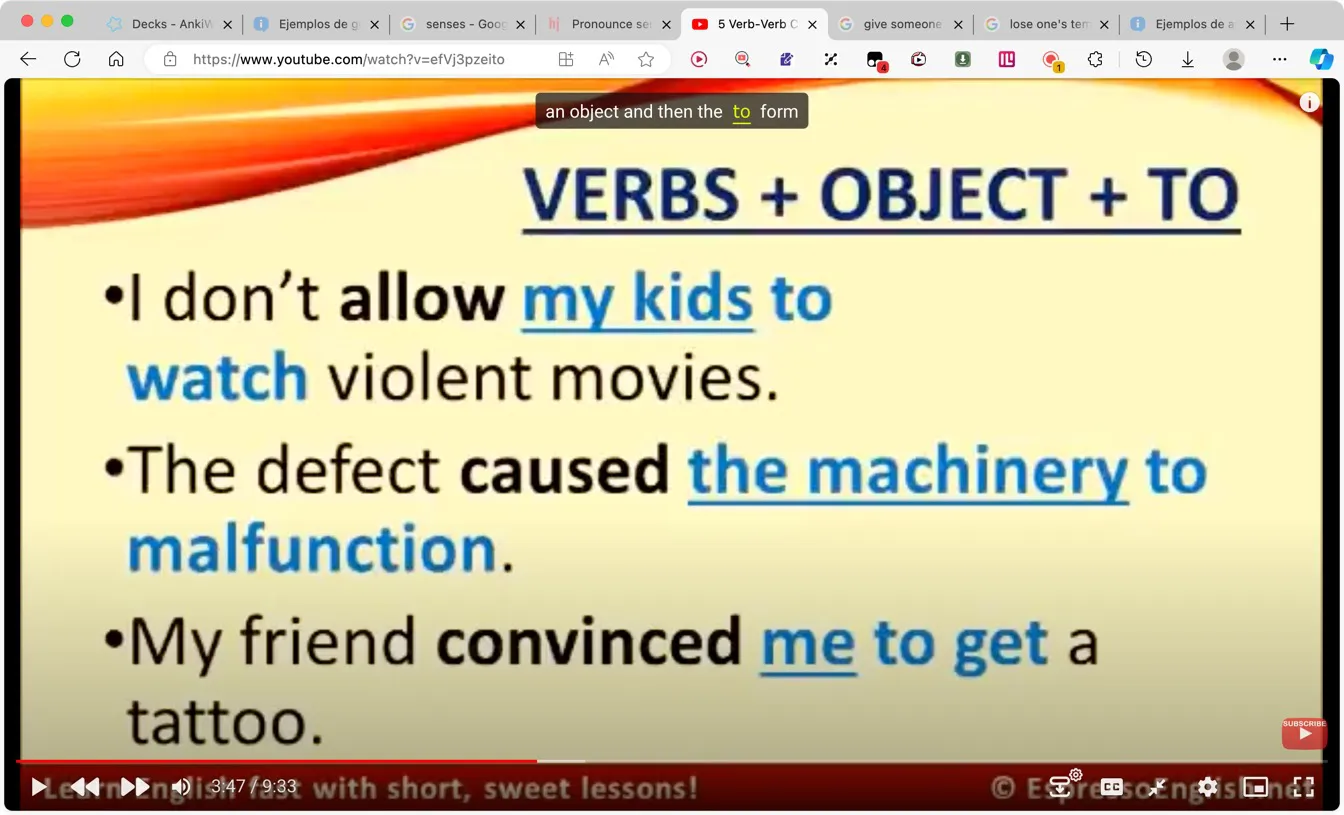 Decks - AnkiW
Ejemplos de g
senses - Goog
Pronounce se
5 Verb-Verb C
give someone
lose one's tem
Ejemplos de a
https://www.youtube.com/watch?v=efVj3pzeito
4
1
an object and then the to form
VERBS + OBJECT + TO
•I don't allow my kids to
watch violent movies.
•The defect caused the machinery to
malfunction.
•My friend convinced me to get a
tattoo.
SUBSCRIBE
3:47 / 9:33
Learn English fast with short, sweet lessons!
© EspressoEnglish.net
CC